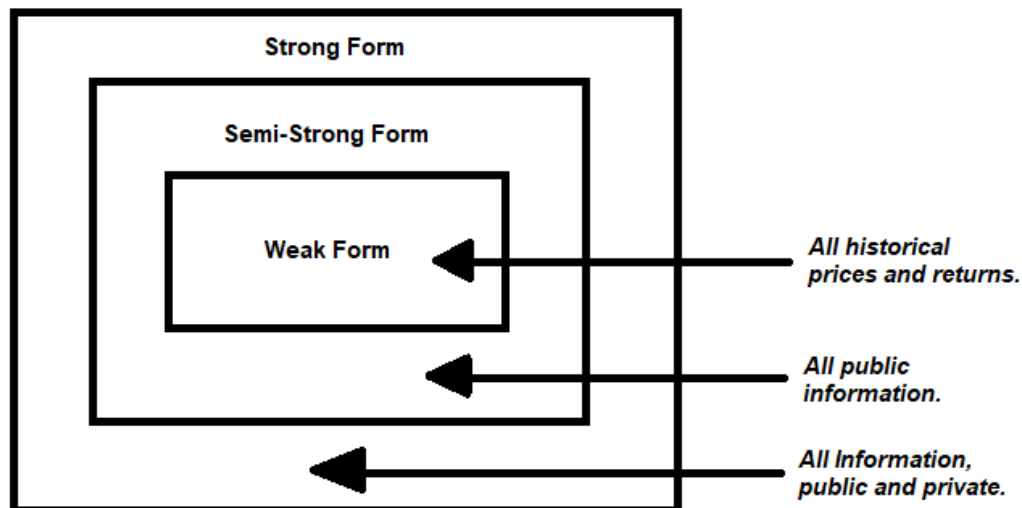 Strong Form
Semi-Strong Form
Weak Form
All historical
prices and returns.
All public
information.
All Information,
public and private.